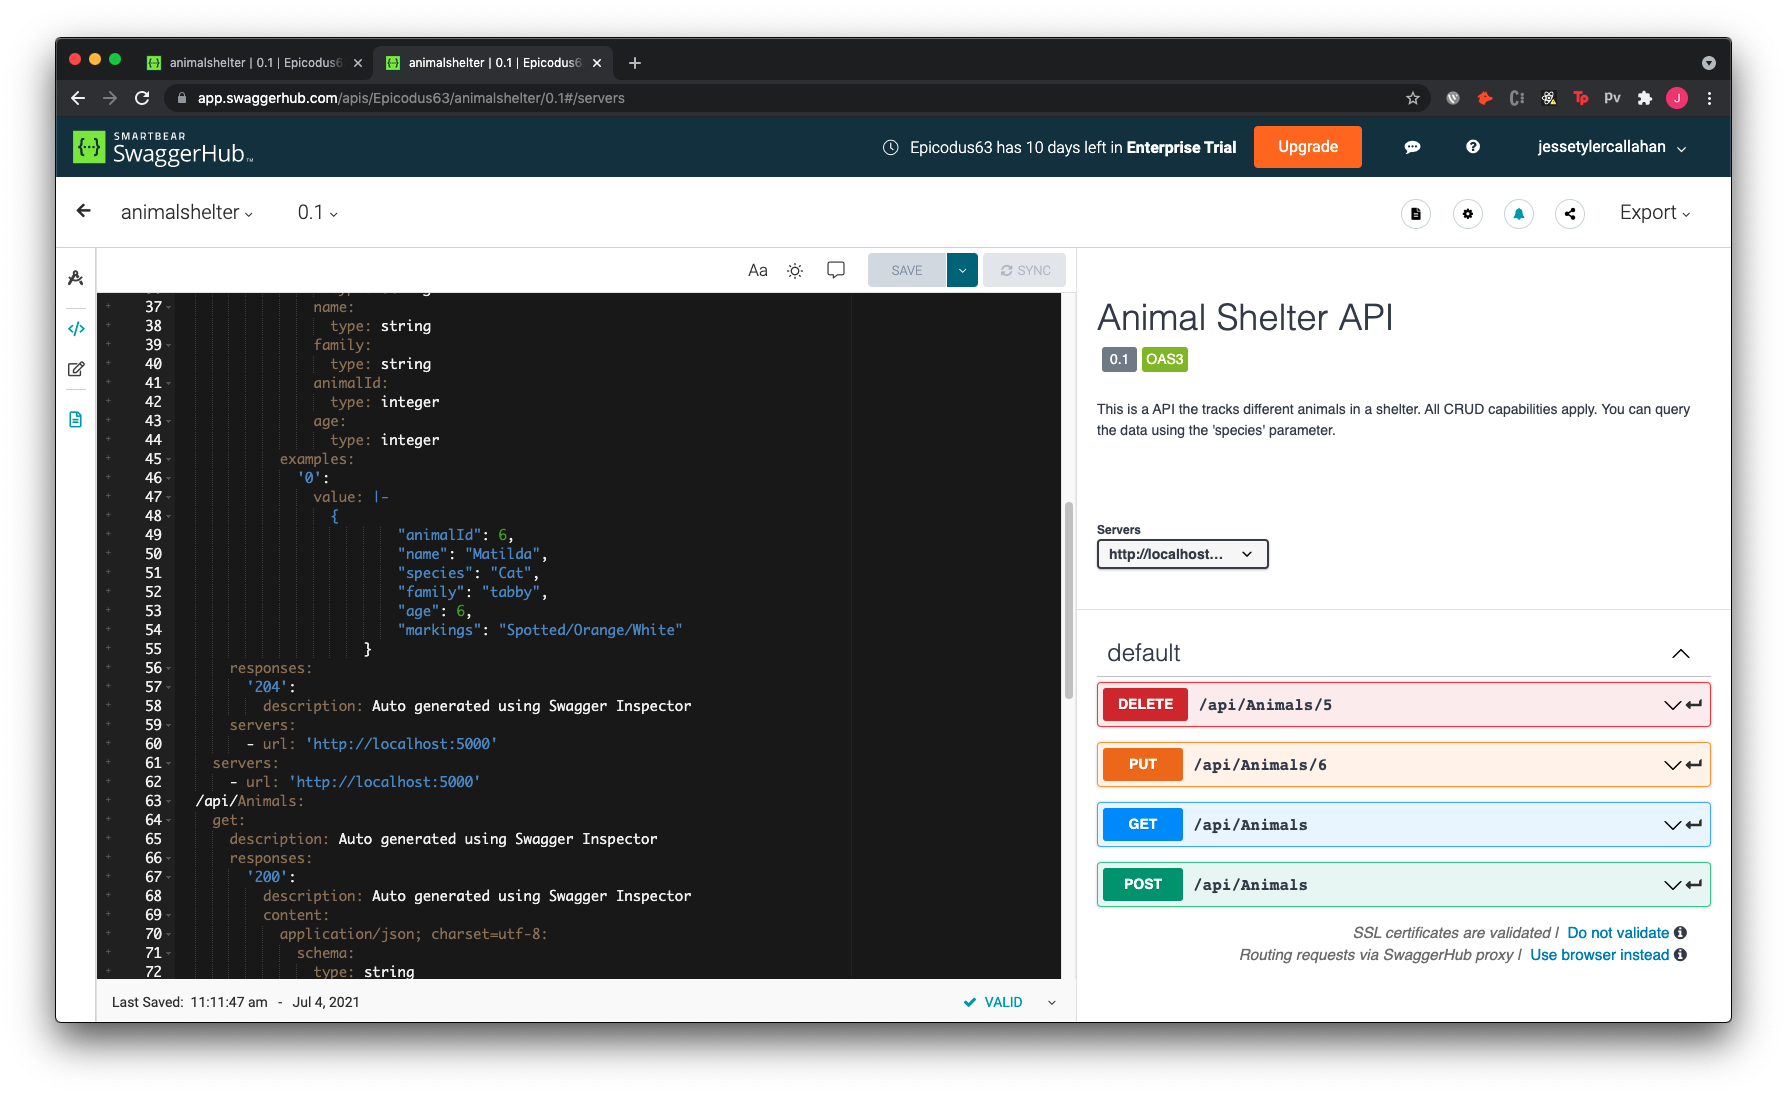 animalshelter | 0.1 | Epicodus6
animalshelter | 0.1 | Epicodus6
app.swaggerhub.com/apis/Epicodus63/animalshelter/0.1#/servers
Tp
Pv
J
SMARTBEAR
SwaggerHub™
Epicodus63 has 10 days left in Enterprise Trial
Upgrade
jessetylercallahan
animalshelter
0.1
Export
Aa
SAVE
SYNC
37 name:
38 type: string
39 family:
40 type: string
41 animalId:
42 type: integer
43 age:
44 type: integer
45 examples:
46 '0':
47 value: |-
48 {
49 "animalId": 6,
50 "name": "Matilda",
51 "species": "Cat",
52 "family": "tabby",
53 "age": 6,
54 "markings": "Spotted/Orange/White"
55 }
56 responses:
57 '204':
58 description: Auto generated using Swagger Inspector
59 servers:
60 - url: 'http://localhost:5000'
61 servers:
62 - url: 'http://localhost:5000'
63 /api/Animals:
64 get:
65 description: Auto generated using Swagger Inspector
66 responses:
67 '200':
68 description: Auto generated using Swagger Inspector
69 content:
70 application/json; charset=utf-8:
71 schema:
72 type: string
Last Saved: 11:11:47 am - Jul 4, 2021
VALID
Animal Shelter API
0.1 OAS3
This is a API the tracks different animals in a shelter. All CRUD capabilities apply. You can query
the data using the 'species' parameter.
Servers
http://localhost...
default
DELETE /api/Animals/5
PUT /api/Animals/6
GET /api/Animals
POST /api/Animals
SSL certificates are validated / Do not validate
Routing requests via SwaggerHub proxy / Use browser instead